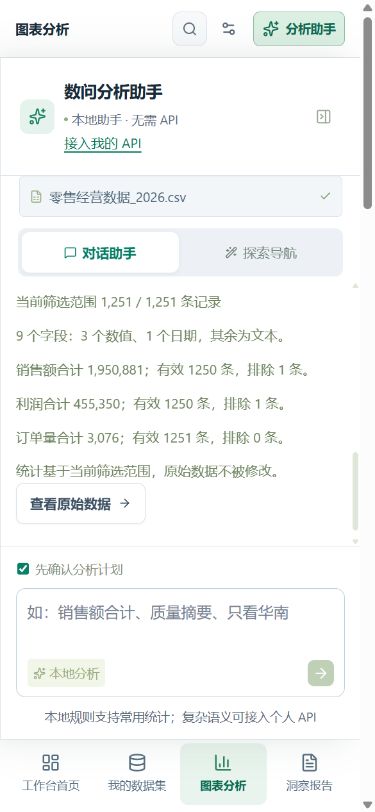 图表分析
分析助手
数问分析助手
本地助手 · 无需 API
接入我的 API
零售经营数据_2026.csv
对话助手
探索导航
当前筛选范围 1,251 / 1,251 条记录
9 个字段：3 个数值、1 个日期，其余为文本。
销售额合计 1,950,881；有效 1250 条，排除 1 条。
利润合计 455,350；有效 1250 条，排除 1 条。
订单量合计 3,076；有效 1251 条，排除 0 条。
统计基于当前筛选范围，原始数据不被修改。
查看原始数据
先确认分析计划
如：销售额合计、质量摘要、只看华南
本地分析
本地规则支持常用统计；复杂语义可接入个人 API
工作台首页
我的数据集
图表分析
洞察报告